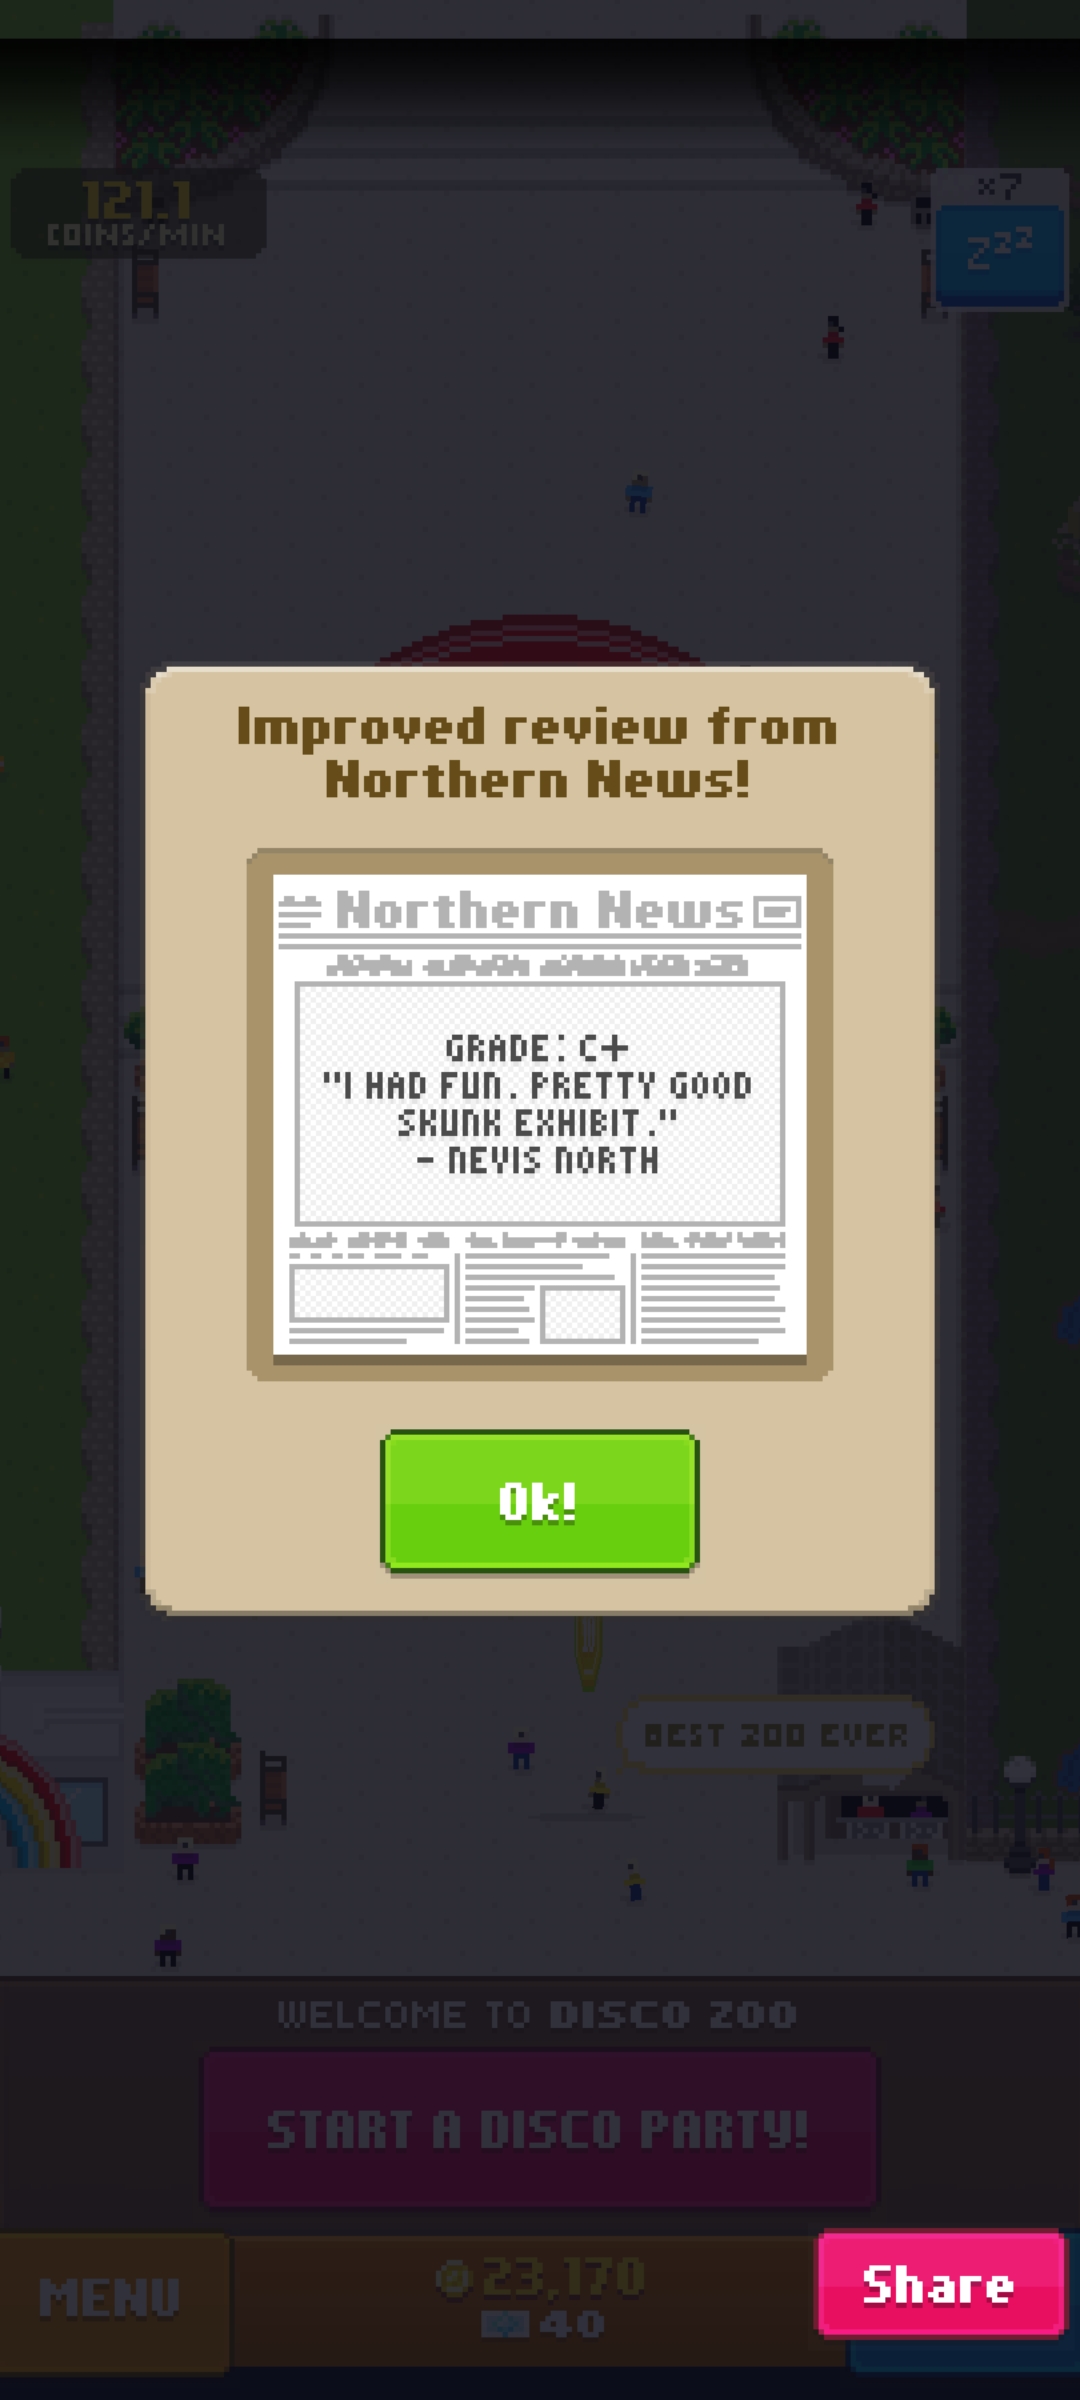 121.1
COINS/MIN
x7
zzz
Improved review from
Northern News!
Northern News
GRADE: C+
"I HAD FUN. PRETTY GOOD
SKUNK EXHIBIT."
- NEVIS NORTH
Ok!
BEST ZOO EVER
WELCOME TO DISCO ZOO
START A DISCO PARTY!
MENU
23,170
40
Share